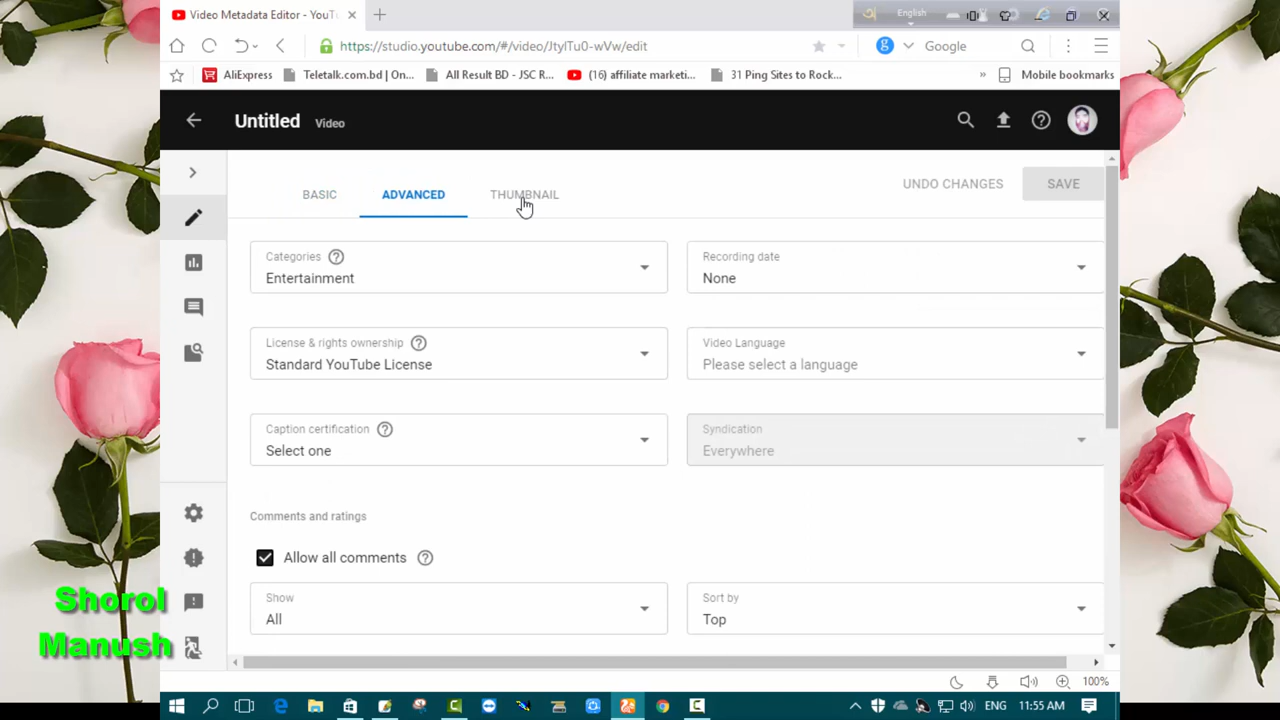 Video Metadata Editor - YouTu
English
https://studio.youtube.com/#/video/JtylTu0-wVw/edit
Google
AliExpress
Teletalk.com.bd | On...
All Result BD - JSC R...
(16) affiliate marketi...
31 Ping Sites to Rock...
»
Mobile bookmarks
Untitled Video
BASIC
ADVANCED
THUMBNAIL
UNDO CHANGES
SAVE
Categories
Entertainment
Recording date
None
License & rights ownership
Standard YouTube License
Video Language
Please select a language
Caption certification
Select one
Syndication
Everywhere
Comments and ratings
Allow all comments
Show
All
Sort by
Top
Shorol
Manush
100%
ENG
11:55 AM